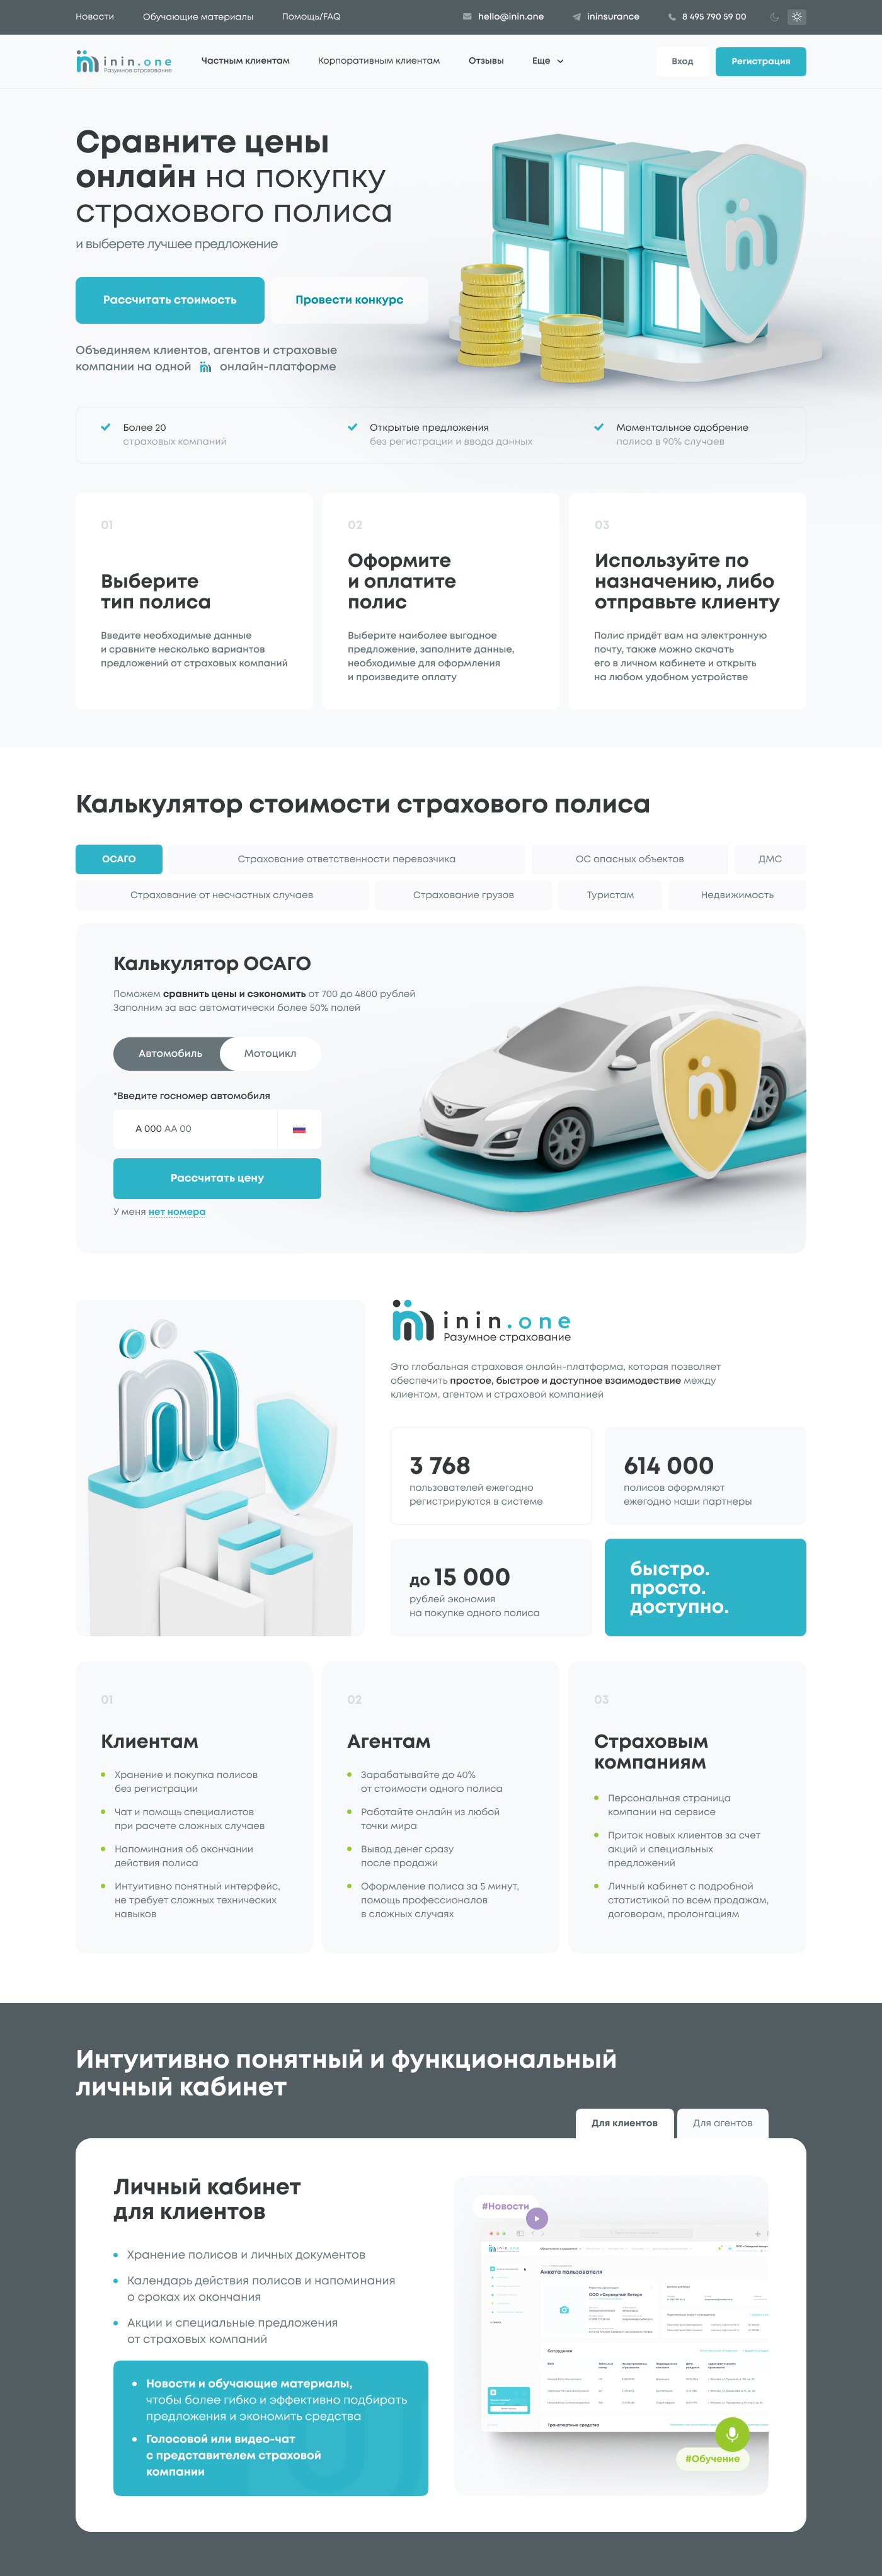 Новости Обучающие материалы Помощь/FAQ hello@inin.one ininsurance 8 495 790 59 00
inin.one
Разумное страхование
Частным клиентам Корпоративным клиентам Отзывы Еще Вход Регистрация
Сравните цены
онлайн на покупку
страхового полиса
и выберете лучшее предложение
Рассчитать стоимость Провести конкурс
Объединяем клиентов, агентов и страховые
компании на одной онлайн-платформе
Более 20
страховых компаний
Открытые предложения
без регистрации и ввода данных
Моментальное одобрение
полиса в 90% случаев
01
Выберите
тип полиса
Введите необходимые данные
и сравните несколько вариантов
предложений от страховых компаний
02
Оформите
и оплатите
полис
Выберите наиболее выгодное
предложение, заполните данные,
необходимые для оформления
и произведите оплату
03
Используйте по
назначению, либо
отправьте клиенту
Полис придёт вам на электронную
почту, также можно скачать
его в личном кабинете и открыть
на любом удобном устройстве
Калькулятор стоимости страхового полиса
ОСАГО Страхование ответственности перевозчика ОС опасных объектов ДМС
Страхование от несчастных случаев Страхование грузов Туристам Недвижимость
Калькулятор ОСАГО
Поможем сравнить цены и сэкономить от 700 до 4800 рублей
Заполним за вас автоматически более 50% полей
Автомобиль Мотоцикл
*Введите госномер автомобиля
А 000 АА 00
Рассчитать цену
У меня нет номера
inin.one
Разумное страхование
Это глобальная страховая онлайн-платформа, которая позволяет
обеспечить простое, быстрое и доступное взаимодествие между
клиентом, агентом и страховой компанией
3 768
пользователей ежегодно
регистрируются в системе
614 000
полисов оформляют
ежегодно наши партнеры
до 15 000
рублей экономия
на покупке одного полиса
быстро.
просто.
доступно.
01
Клиентам
Хранение и покупка полисов
без регистрации
Чат и помощь специалистов
при расчете сложных случаев
Напоминания об окончании
действия полиса
Интуитивно понятный интерфейс,
не требует сложных технических
навыков
02
Агентам
Зарабатывайте до 40%
от стоимости одного полиса
Работайте онлайн из любой
точки мира
Вывод денег сразу
после продажи
Оформление полиса за 5 минут,
помощь профессионалов
в сложных случаях
03
Страховым
компаниям
Персональная страница
компании на сервисе
Приток новых клиентов за счет
акций и специальных
предложений
Личный кабинет с подробной
статистикой по всем продажам,
договорам, пролонгациям
Интуитивно понятный и функциональный
личный кабинет
Для клиентов Для агентов
Личный кабинет
для клиентов
Хранение полисов и личных документов
Календарь действия полисов и напоминания
о сроках их окончания
Акции и специальные предложения
от страховых компаний
Новости и обучающие материалы,
чтобы более гибко и эффективно подбирать
предложения и экономить средства
Голосовой или видео-чат
с представителем страховой
компании
#Новости
inin.one
Анкета пользователя
ООО «Серверный Ветер»
Сотрудники
Транспортные средства
#Обучение